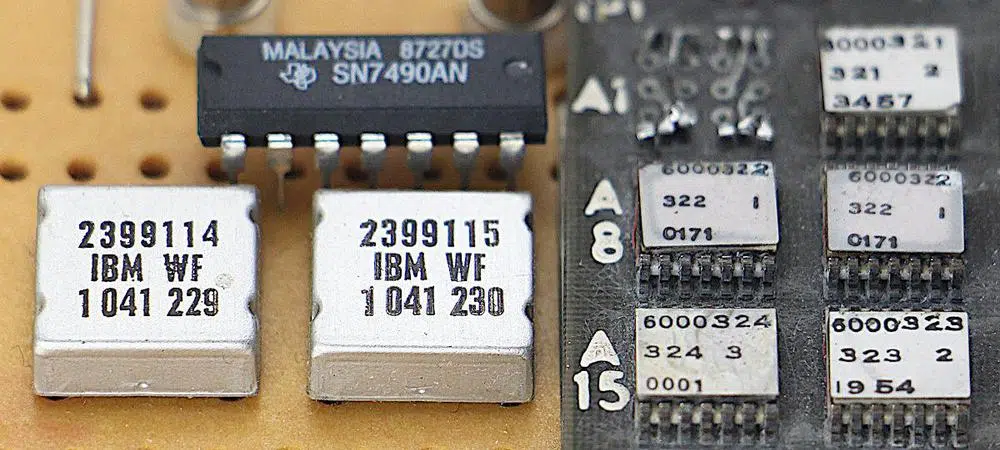 MALAYSIA 8727DS
SN7490AN
2399114
IBM WF
1 041 229
2399115
IBM WF
1 041 230
A1
6000321
321 2
3457
A
8
6000322
322 1
0171
6000322
322 1
0171
A
15
6000324
324 3
0001
6000323
323 2
1954